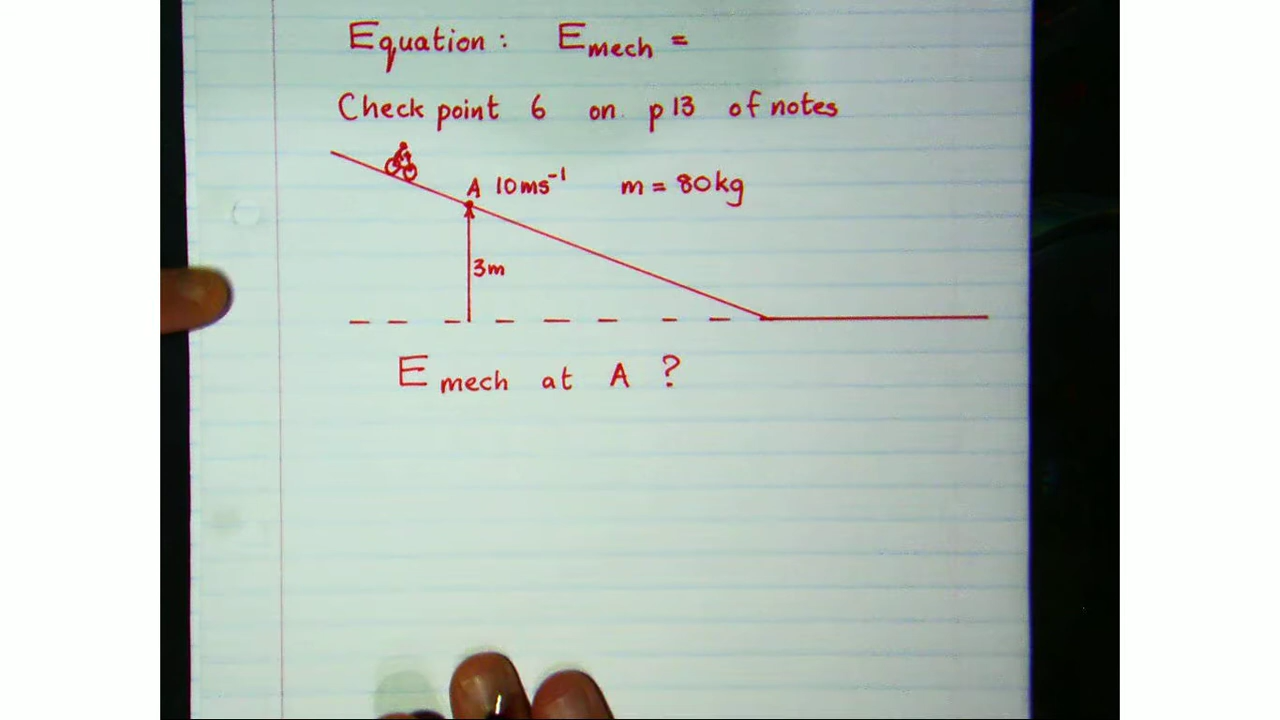 Equation : Emech =
Check point 6 on p13 of notes
A 10ms⁻¹ m = 80kg
3m
Emech at A ?